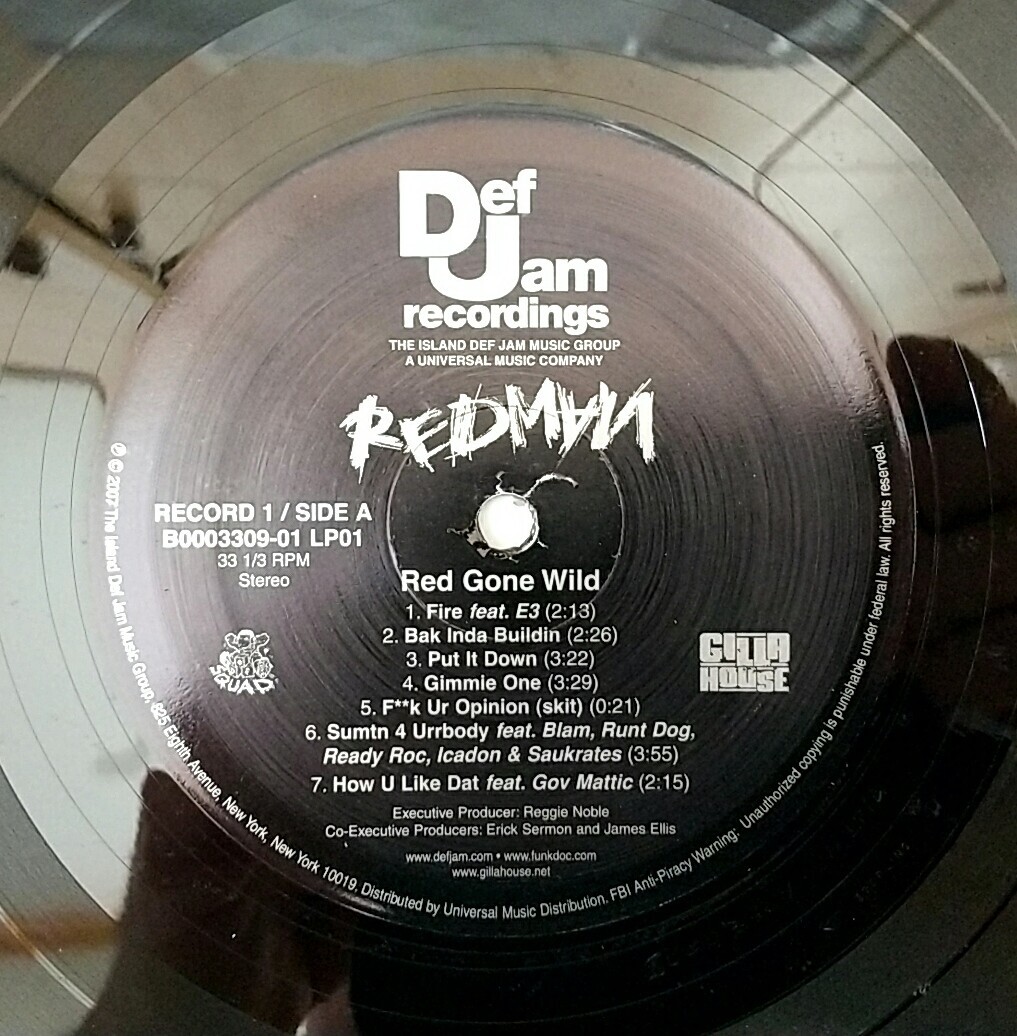 Def
Jam
recordings
THE ISLAND DEF JAM MUSIC GROUP
A UNIVERSAL MUSIC COMPANY
REDMAN
RECORD 1 / SIDE A
B0003309-01 LP01
33 1/3 RPM
Stereo
Red Gone Wild
1. Fire feat. E3 (2:13)
2. Bak Inda Buildin (2:26)
3. Put It Down (3:22)
4. Gimmie One (3:29)
5. F**k Ur Opinion (skit) (0:21)
6. Sumtn 4 Urrbody feat. Blam, Runt Dog,
Ready Roc, Icadon & Saukrates (3:55)
7. How U Like Dat feat. Gov Mattic (2:15)
SQUAD
GILLA
HOUSE
Executive Producer: Reggie Noble
Co-Executive Producers: Erick Sermon and James Ellis
www.defjam.com • www.funkdoc.com
www.gillahouse.net
℗ © 2007 The Island Def Jam Music Group, 825 Eighth Avenue, New York, New York 10019. Distributed by Universal Music Distribution. FBI Anti-Piracy Warning: Unauthorized copying is punishable under federal law. All rights reserved.